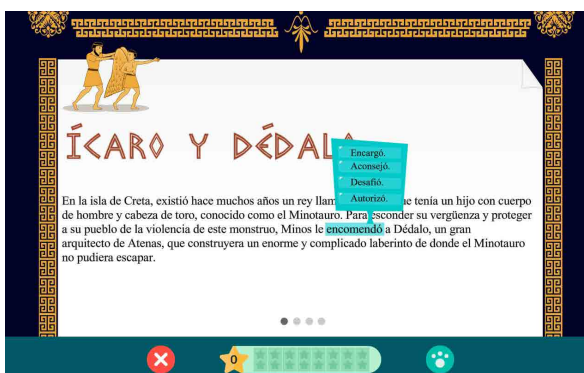 ÍCARO Y DÉDALO
Encargó.
Aconsejó.
Desafió.
Autorizó.
En la isla de Creta, existió hace muchos años un rey llam e tenía un hijo con cuerpo
de hombre y cabeza de toro, conocido como el Minotauro. Para esconder su vergüenza y proteger
a su pueblo de la violencia de este monstruo, Minos le encomendó a Dédalo, un gran
arquitecto de Atenas, que construyera un enorme y complicado laberinto de donde el Minotauro
no pudiera escapar.
0